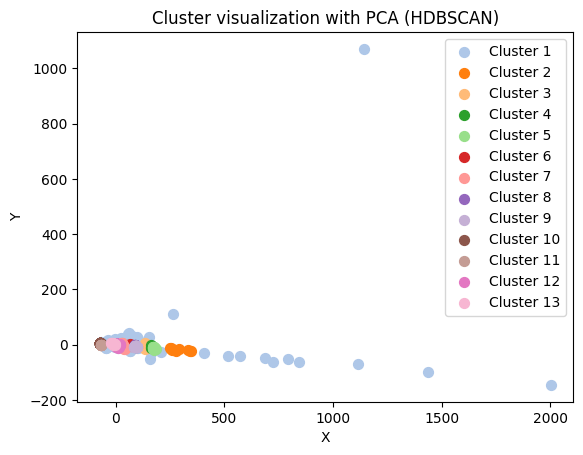 Cluster visualization with PCA (HDBSCAN)
Cluster 1
Cluster 2
Cluster 3
Cluster 4
Cluster 5
Cluster 6
Cluster 7
Cluster 8
Cluster 9
Cluster 10
Cluster 11
Cluster 12
Cluster 13
1000
800
600
400
200
0
−200
Y
0 500 1000 1500 2000
X